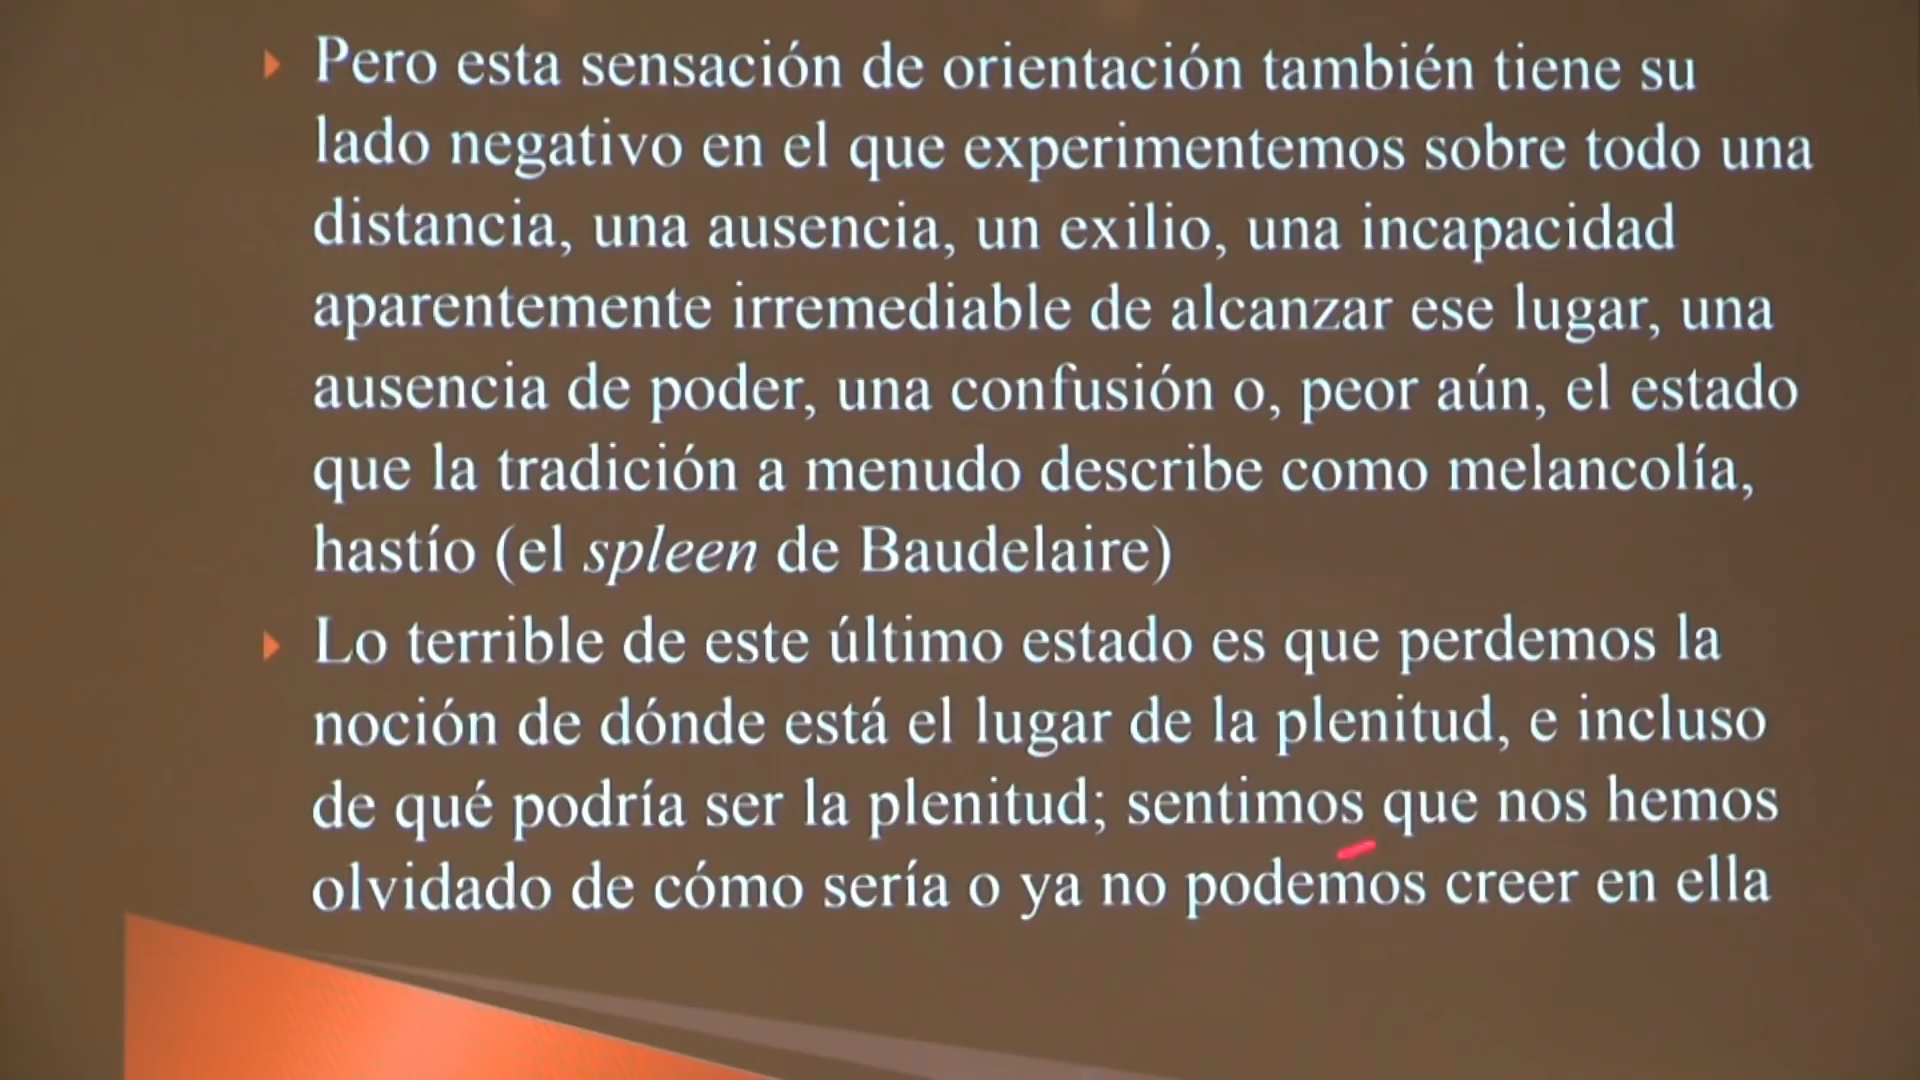 Pero esta sensación de orientación también tiene su
lado negativo en el que experimentemos sobre todo una
distancia, una ausencia, un exilio, una incapacidad
aparentemente irremediable de alcanzar ese lugar, una
ausencia de poder, una confusión o, peor aún, el estado
que la tradición a menudo describe como melancolía,
hastío (el spleen de Baudelaire)
Lo terrible de este último estado es que perdemos la
noción de dónde está el lugar de la plenitud, e incluso
de qué podría ser la plenitud; sentimos que nos hemos
olvidado de cómo sería o ya no podemos creer en ella